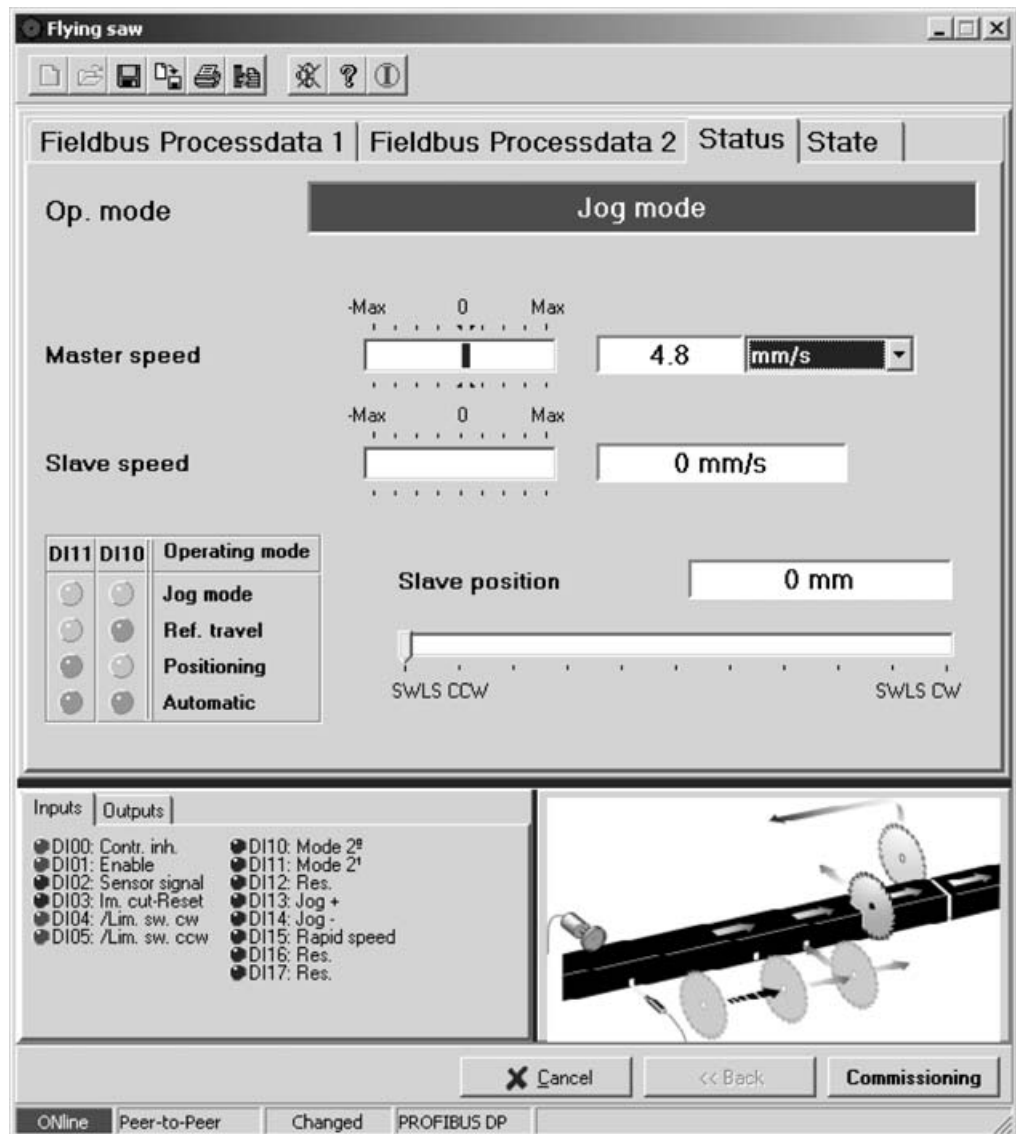 Flying saw
Fieldbus Processdata 1 Fieldbus Processdata 2 Status State
Op. mode Jog mode
-Max 0 Max
Master speed 4.8 mm/s
-Max 0 Max
Slave speed 0 mm/s
DI11 DI10 Operating mode
Jog mode
Ref. travel
Positioning
Automatic
Slave position 0 mm
SWLS CCW SWLS CW
Inputs Outputs
DI00: Contr. inh.
DI01: Enable
DI02: Sensor signal
DI03: Im. cut-Reset
DI04: /Lim. sw. cw
DI05: /Lim. sw. ccw
DI10: Mode 2º
DI11: Mode 2¹
DI12: Res.
DI13: Jog +
DI14: Jog -
DI15: Rapid speed
DI16: Res.
DI17: Res.
Cancel << Back Commissioning
ONline Peer-to-Peer Changed PROFIBUS DP